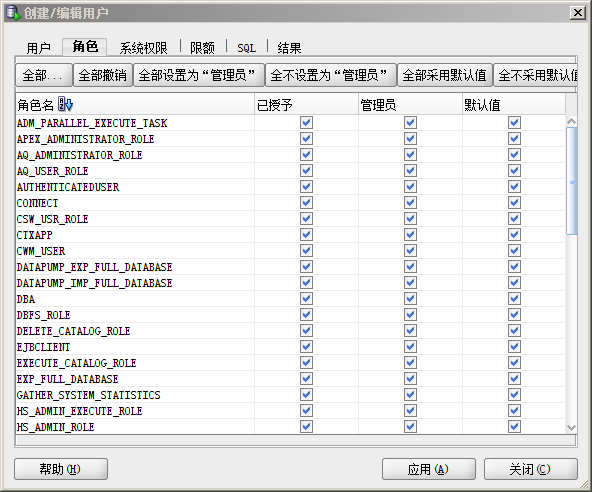 创建/编辑用户
用户 角色 系统权限 限额 SQL 结果
全部... 全部撤销 全部设置为“管理员” 全不设置为“管理员” 全部采用默认值 全不采用默认值
角色名 已授予 管理员 默认值
ADM_PARALLEL_EXECUTE_TASK
APEX_ADMINISTRATOR_ROLE
AQ_ADMINISTRATOR_ROLE
AQ_USER_ROLE
AUTHENTICATEDUSER
CONNECT
CSW_USR_ROLE
CTXAPP
CWM_USER
DATAPUMP_EXP_FULL_DATABASE
DATAPUMP_IMP_FULL_DATABASE
DBA
DBFS_ROLE
DELETE_CATALOG_ROLE
EJBCLIENT
EXECUTE_CATALOG_ROLE
EXP_FULL_DATABASE
GATHER_SYSTEM_STATISTICS
HS_ADMIN_EXECUTE_ROLE
HS_ADMIN_ROLE
帮助(H) 应用(A) 关闭(C)